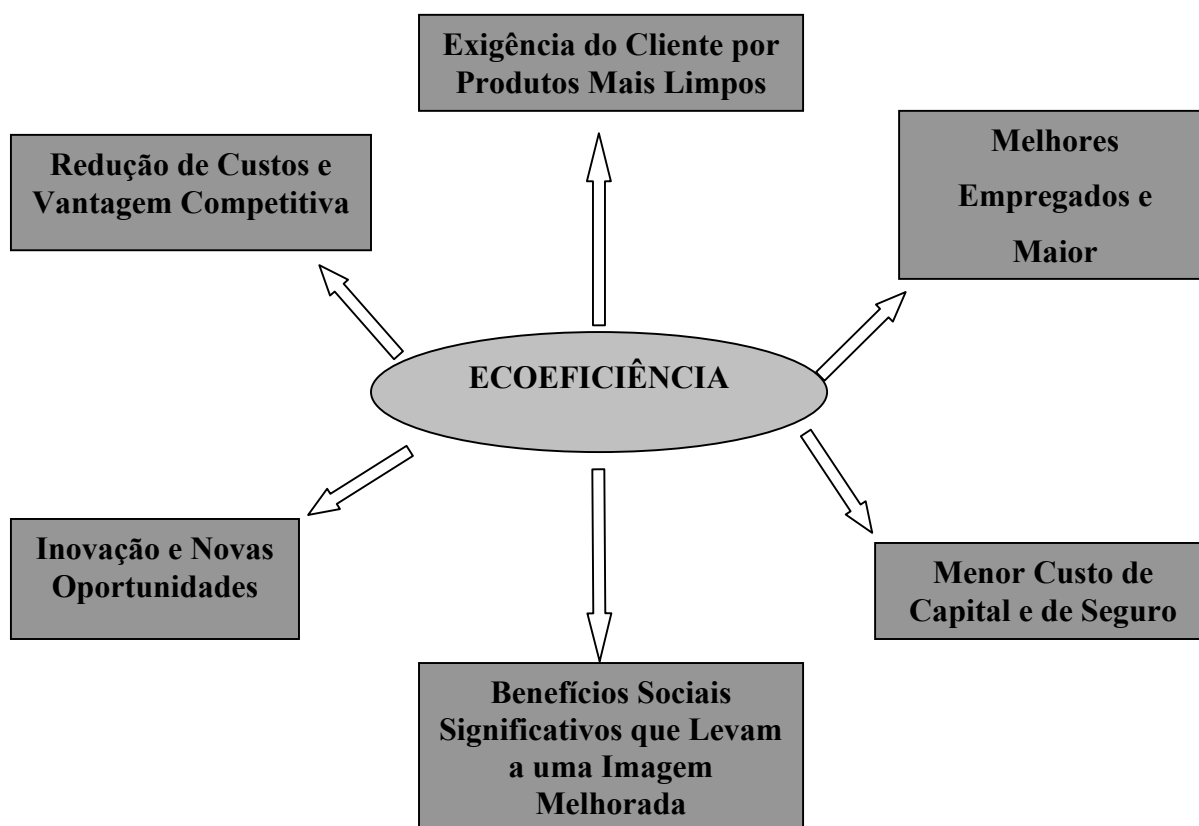 Exigência do Cliente por
Produtos Mais Limpos
Redução de Custos e
Vantagem Competitiva
Melhores
Empregados e
Maior
ECOEFICIÊNCIA
Inovação e Novas
Oportunidades
Menor Custo de
Capital e de Seguro
Benefícios Sociais
Significativos que Levam
a uma Imagem
Melhorada